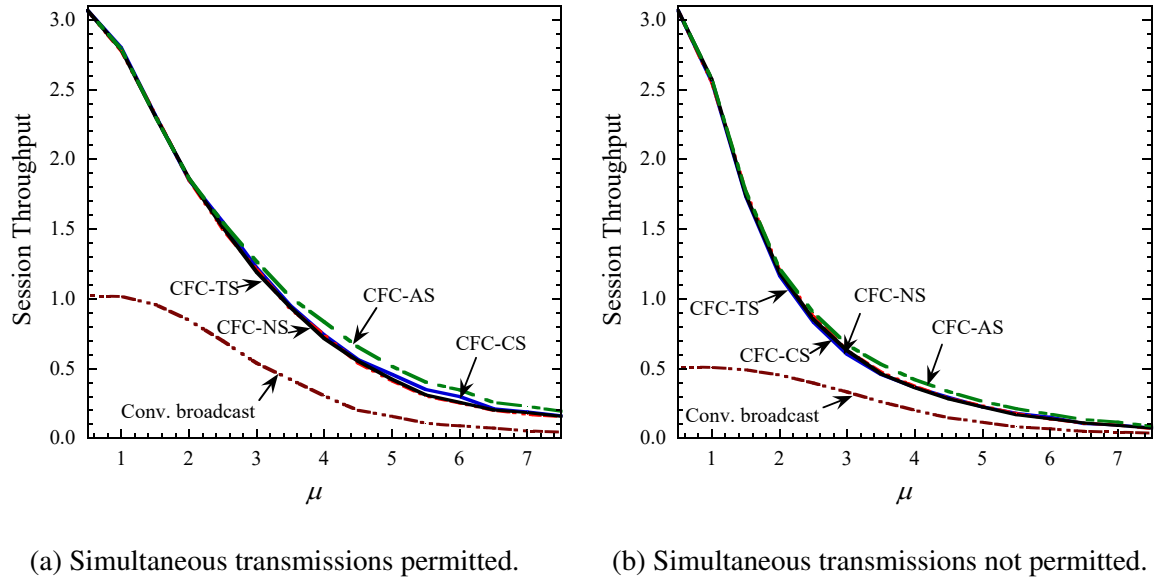 3.0
2.5
2.0
1.5
1.0
0.5
0.0
Session Throughput
CFC-TS
CFC-NS
CFC-AS
CFC-CS
Conv. broadcast
1 2 3 4 5 6 7
μ
(a) Simultaneous transmissions permitted.
3.0
2.5
2.0
1.5
1.0
0.5
0.0
Session Throughput
CFC-TS
CFC-NS
CFC-AS
CFC-CS
Conv. broadcast
1 2 3 4 5 6 7
μ
(b) Simultaneous transmissions not permitted.